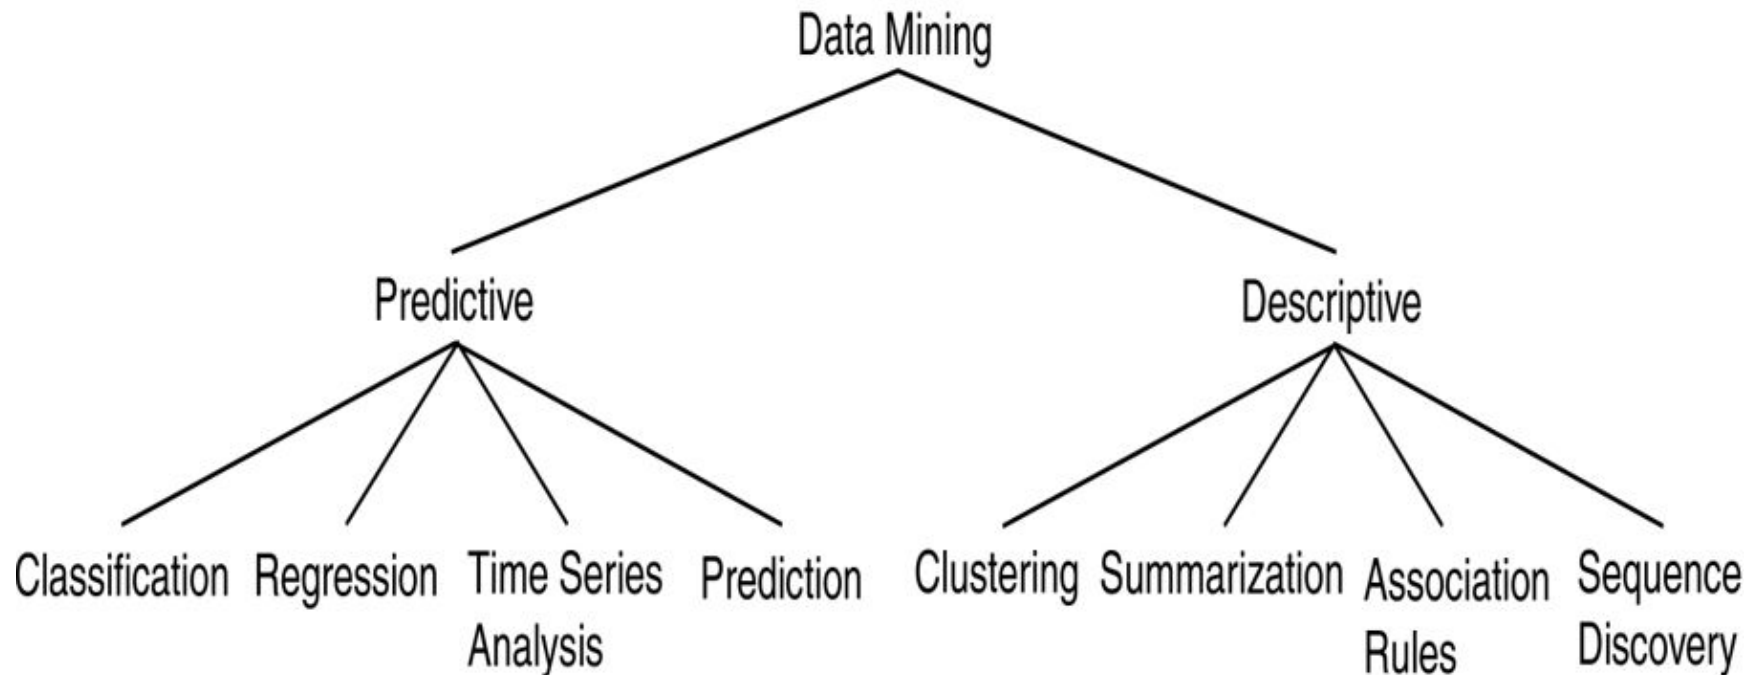 Data Mining
Predictive
Descriptive
Classification
Regression
Time Series
Analysis
Prediction
Clustering
Summarization
Association
Rules
Sequence
Discovery